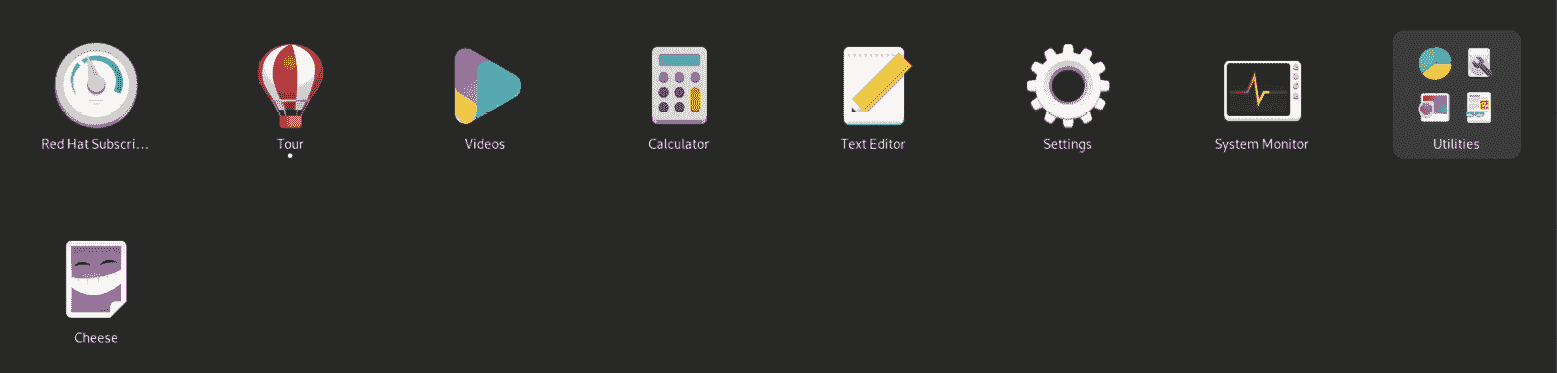 Red Hat Subscri...
Tour
Videos
Calculator
Text Editor
Settings
System Monitor
Utilities
Cheese